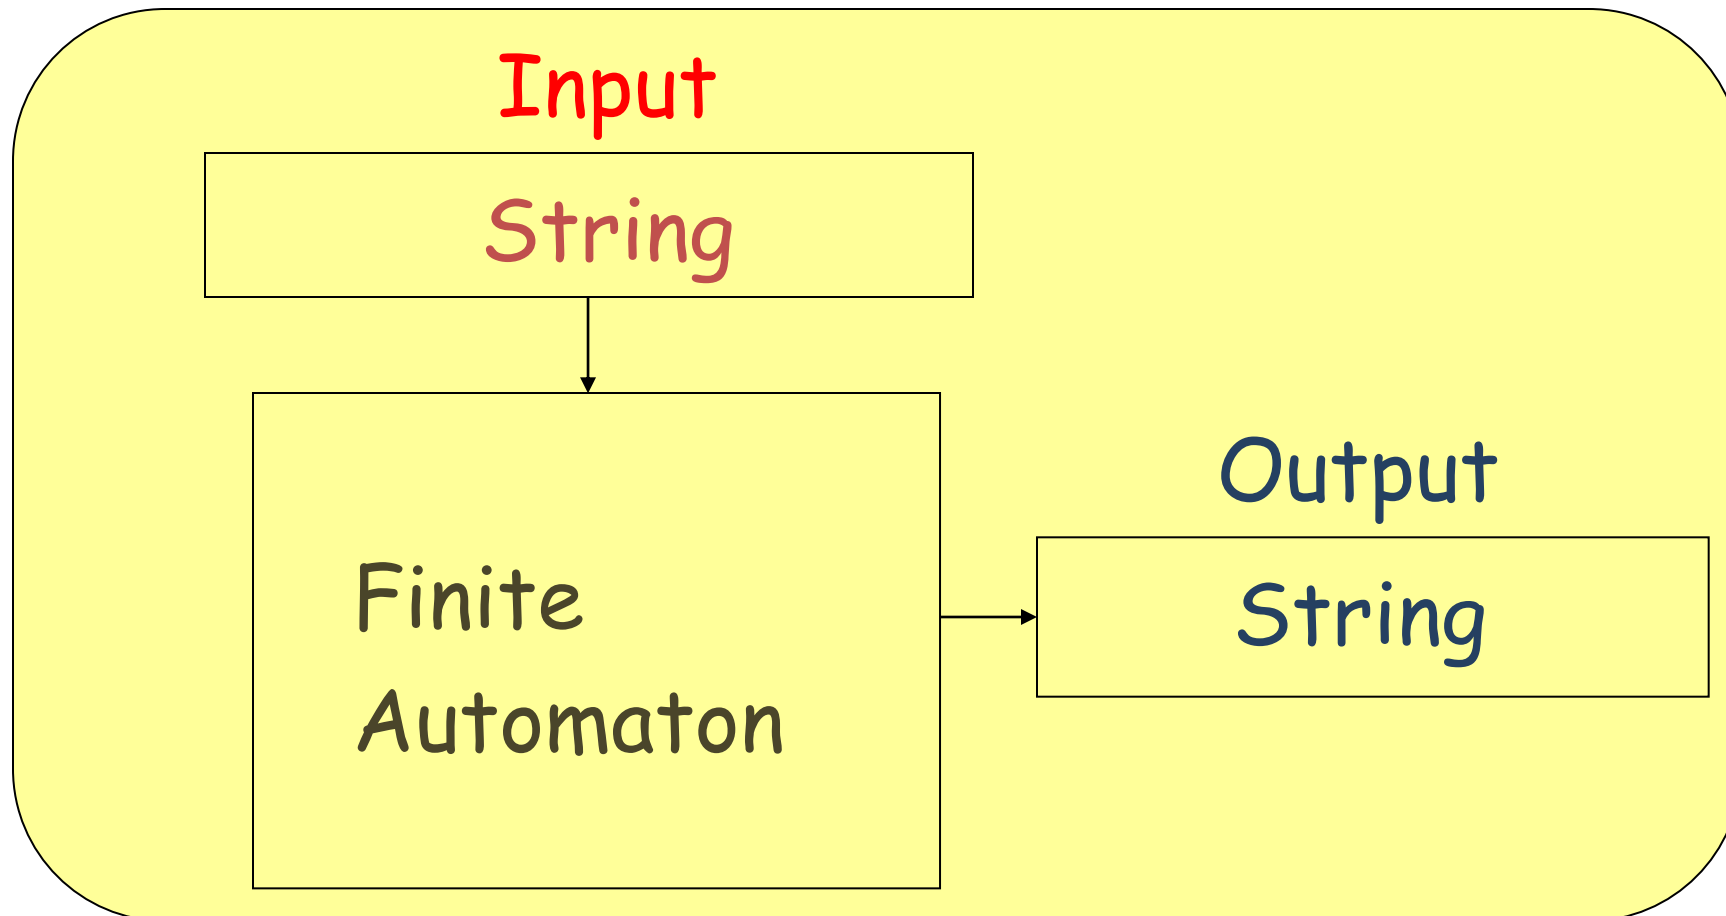 Input
String
Finite
Automaton
Output
String